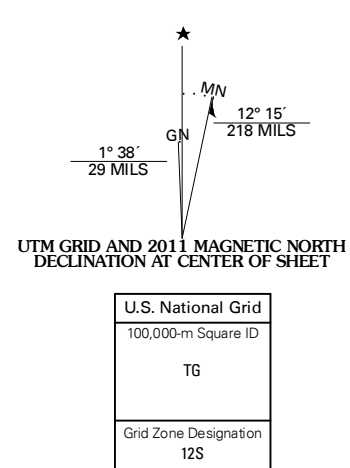 ★
MN
12° 15´
218 MILS
GN
1° 38´
29 MILS
UTM GRID AND 2011 MAGNETIC NORTH
DECLINATION AT CENTER OF SHEET
U.S. National Grid
100,000-m Square ID
TG
Grid Zone Designation
12S